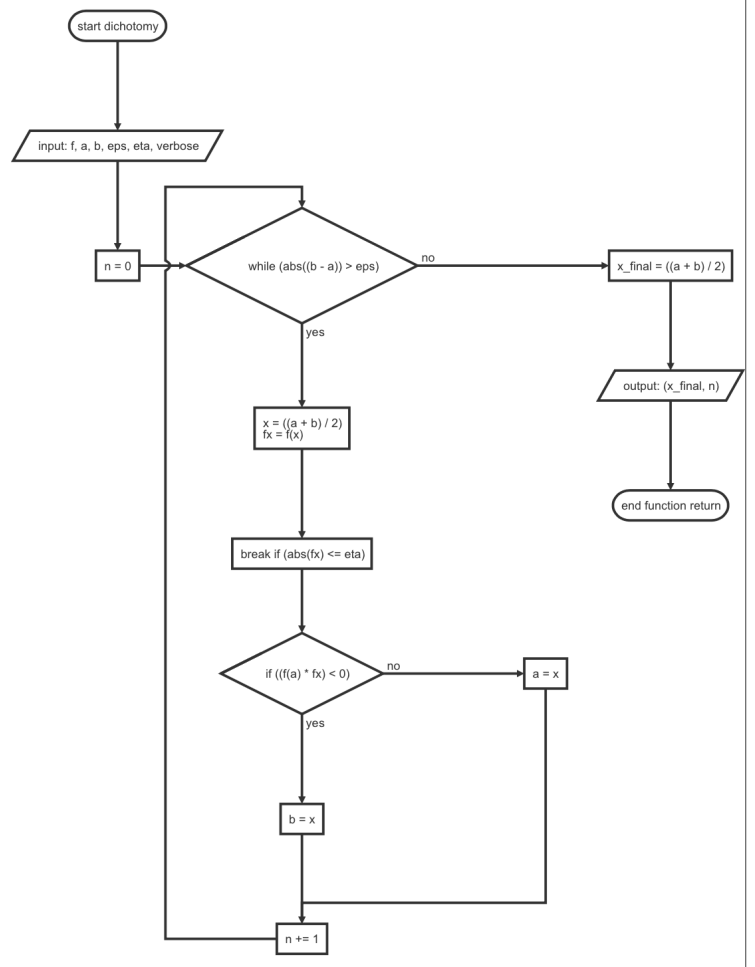 start dichotomy
input: f, a, b, eps, eta, verbose
n = 0
while (abs((b - a)) > eps)
no
x_final = ((a + b) / 2)
yes
output: (x_final, n)
x = ((a + b) / 2)
fx = f(x)
end function return
break if (abs(fx) <= eta)
if ((f(a) * fx) < 0)
no
a = x
yes
b = x
n += 1